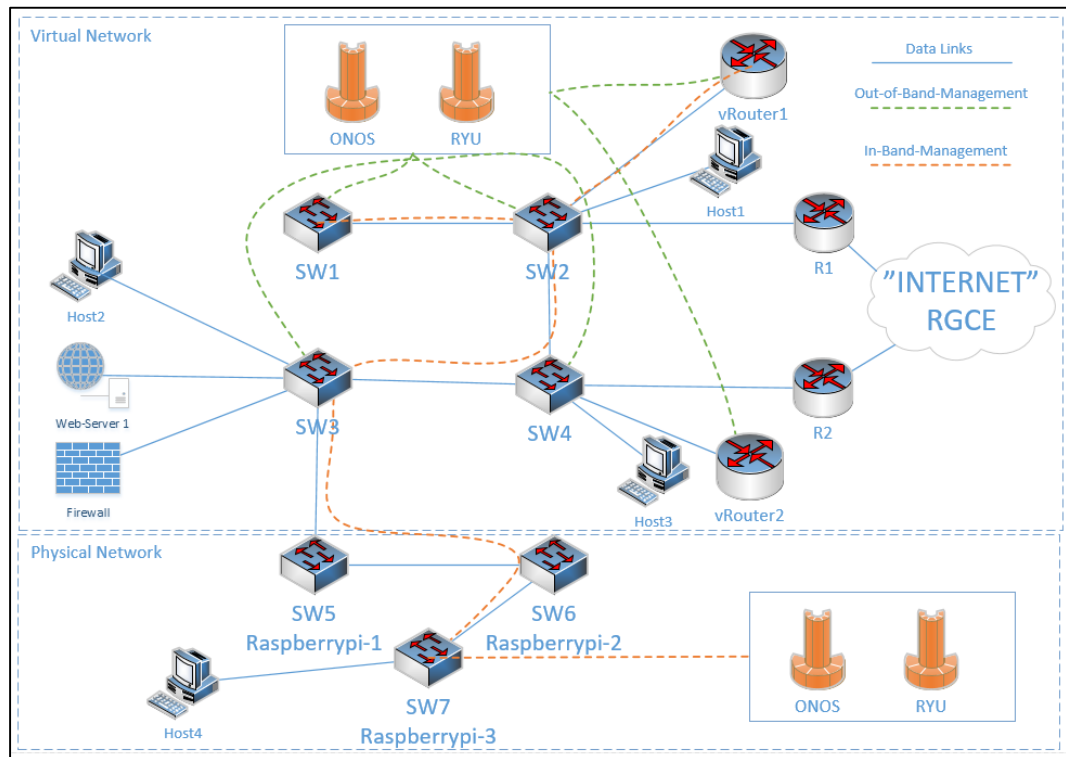 Virtual Network
Data Links
Out-of-Band-Management
In-Band-Management
ONOS
RYU
vRouter1
Host1
SW1
SW2
R1
"INTERNET"
RGCE
Host2
Web-Server 1
Firewall
SW3
SW4
R2
Host3
vRouter2
Physical Network
SW5
Raspberrypi-1
SW6
Raspberrypi-2
SW7
Raspberrypi-3
Host4
ONOS
RYU